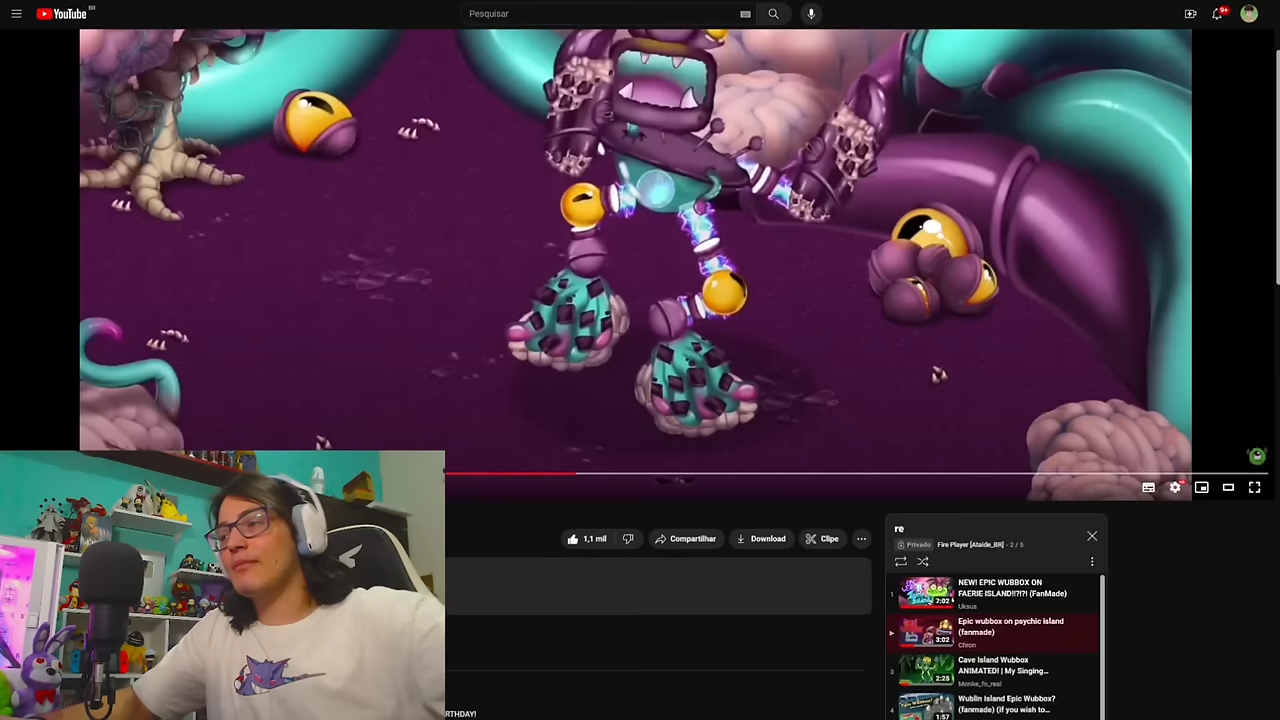 YouTube BR
Pesquisar
9+
1,1 mil
Compartilhar
Download
Clipe
re
Privado
Fire Player [Ataide_BR] - 2 / 5
1
NEW! EPIC WUBBOX ON
FAERIE ISLAND!!?!?! (FanMade)
Uksus
7:02
Epic wubbox on psychic island
(fanmade)
Chron
3:02
3
Cave Island Wubbox
ANIMATED! | My Singing...
Monke_fo_real
2:25
4
Wublin Island Epic Wubbox?
(fanmade) (if you wish to...
1:57
RTHDAY!